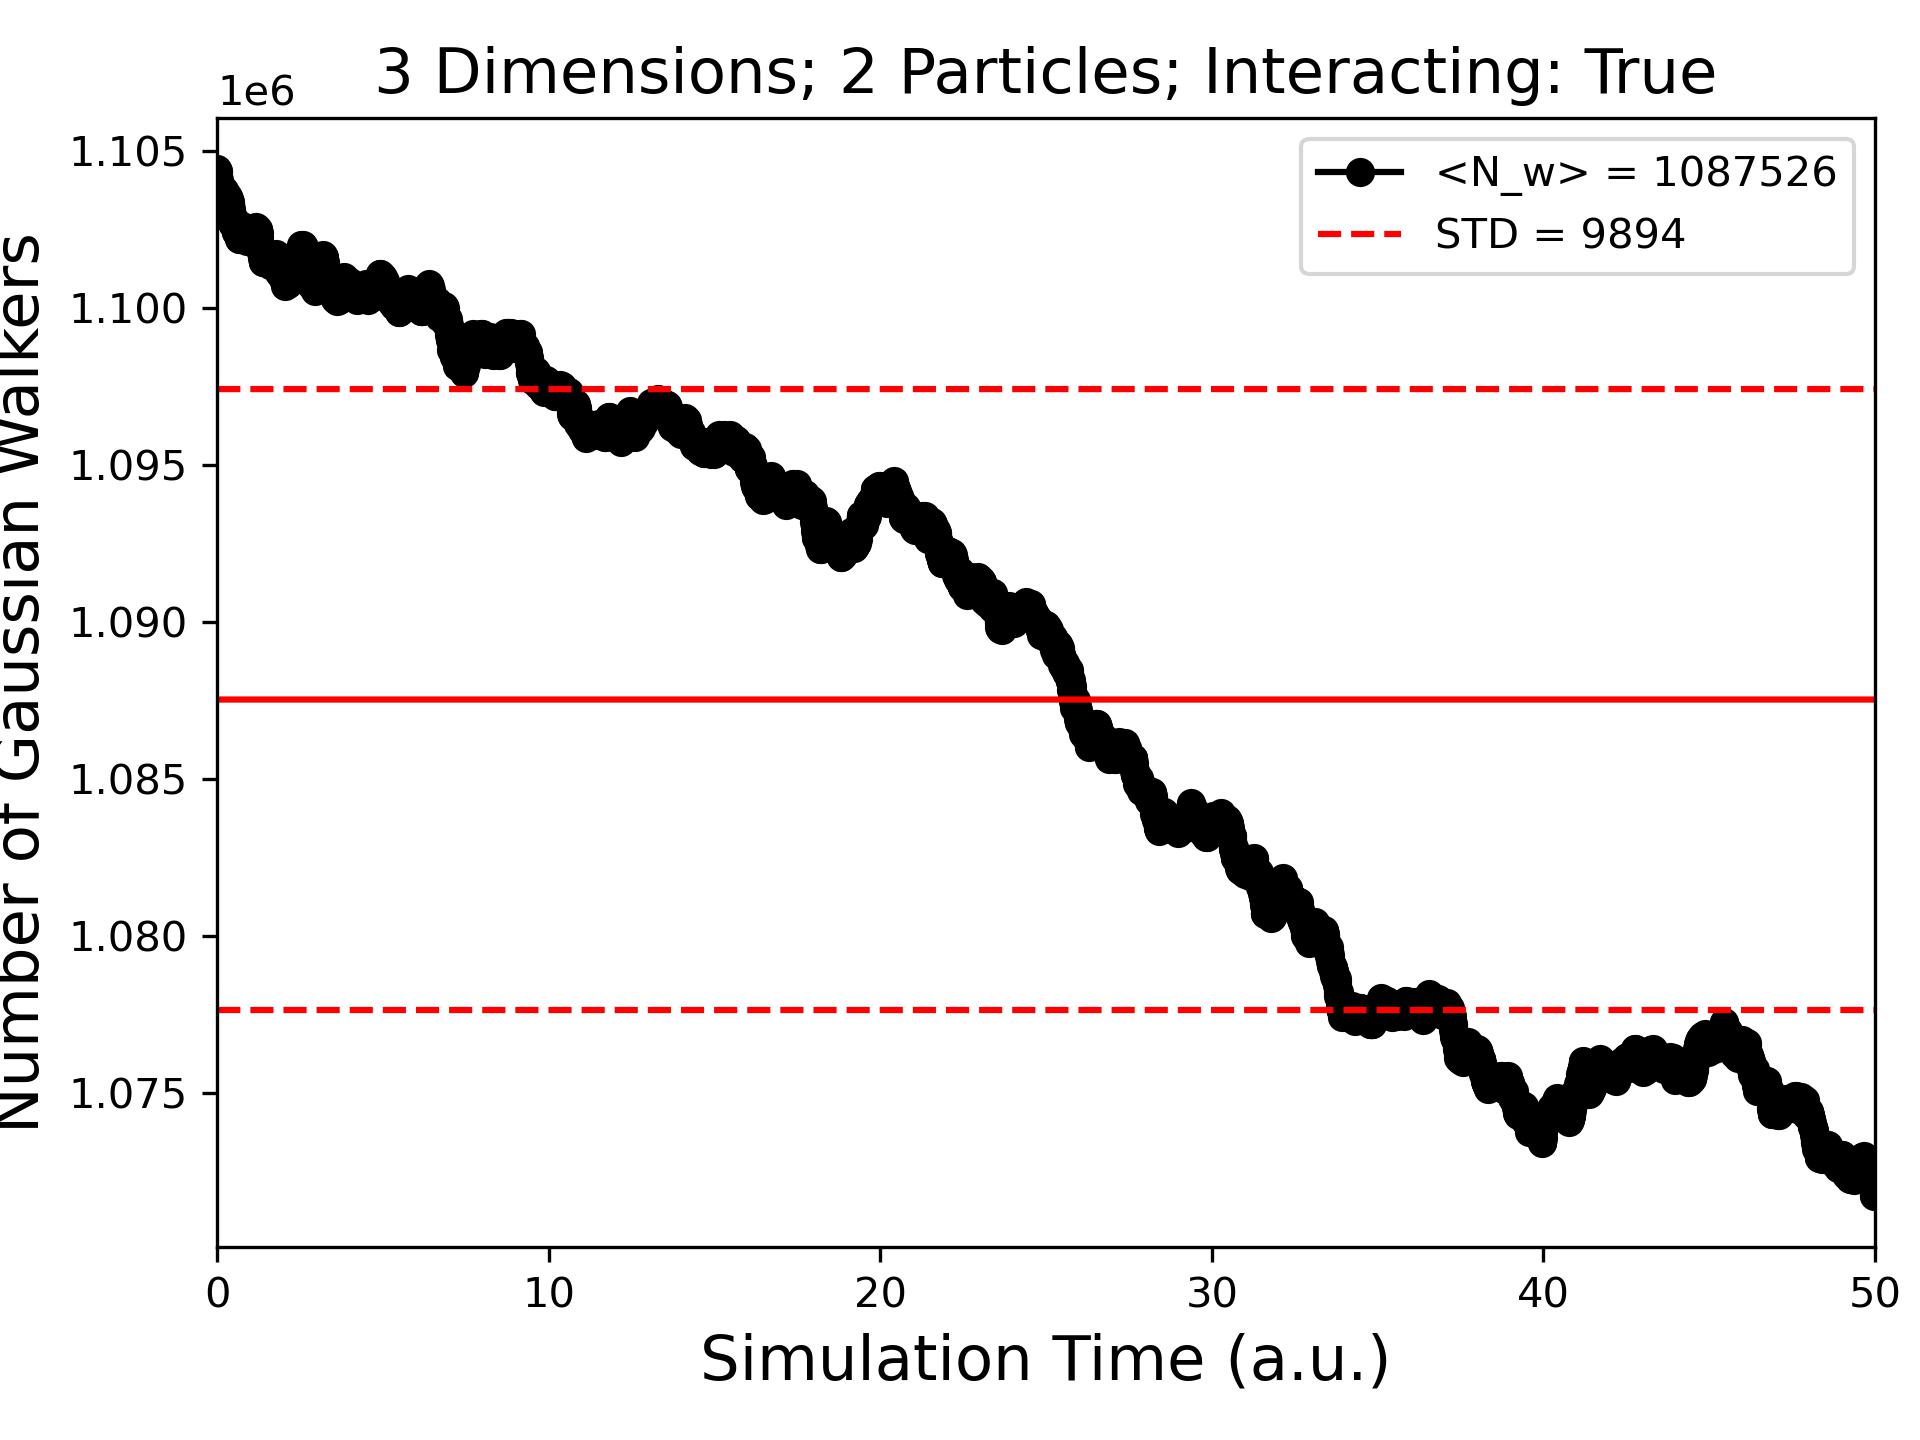 3 Dimensions; 2 Particles; Interacting: True
1e6
<N_w> = 1087526
STD = 9894
1.105
1.100
1.095
1.090
1.085
1.080
1.075
Number of Gaussian Walkers
0 10 20 30 40 50
Simulation Time (a.u.)